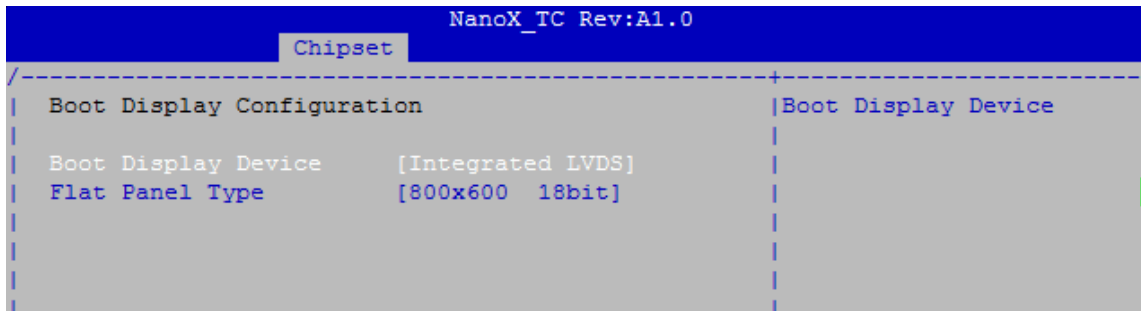 NanoX_TC Rev:A1.0
Chipset
/----------------------------------------------------+--------------------------
| Boot Display Configuration |Boot Display Device
| |
| Boot Display Device [Integrated LVDS] |
| Flat Panel Type [800x600  18bit] |
| |
| |
| |
| |